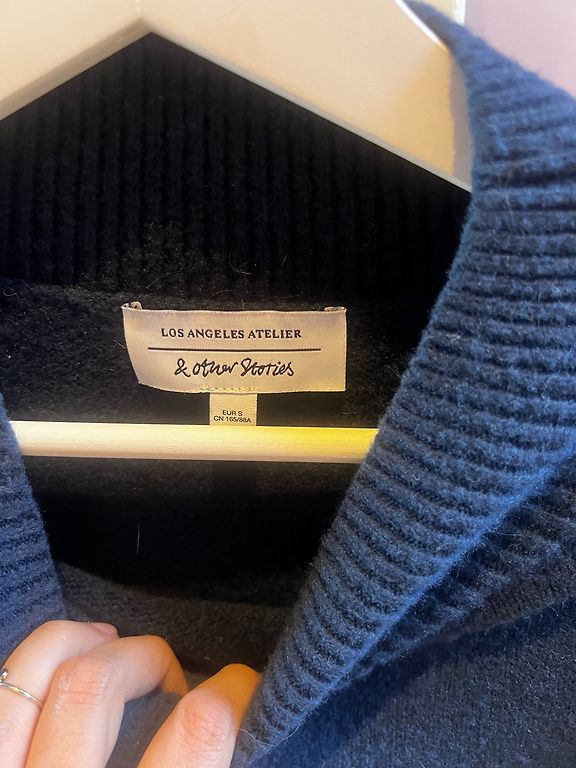 LOS ANGELES ATELIER
& other Stories
EUR S
CN 165/88A